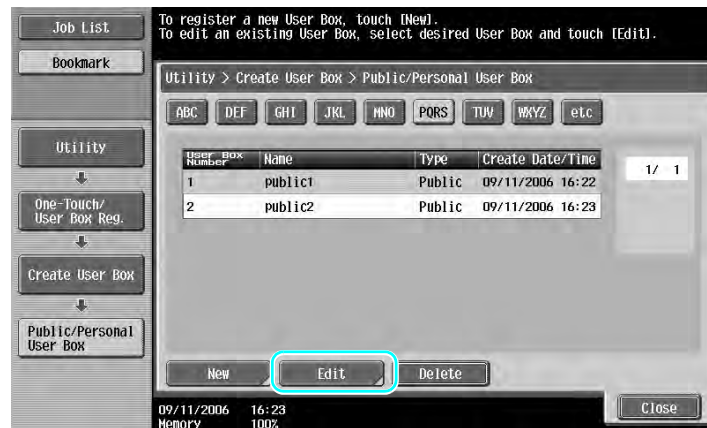 To register a new User Box, touch [New].
To edit an existing User Box, select desired User Box and touch [Edit].
Job List
Bookmark
Utility > Create User Box > Public/Personal User Box
ABC DEF GHI JKL MNO PQRS TUV WXYZ etc
User Box Number Name Type Create Date/Time
1 public1 Public 09/11/2006 16:22
2 public2 Public 09/11/2006 16:23
1/ 1
Utility
One-Touch/
User Box Reg.
Create User Box
Public/Personal
User Box
New Edit Delete
09/11/2006 16:23
Memory 100%
Close